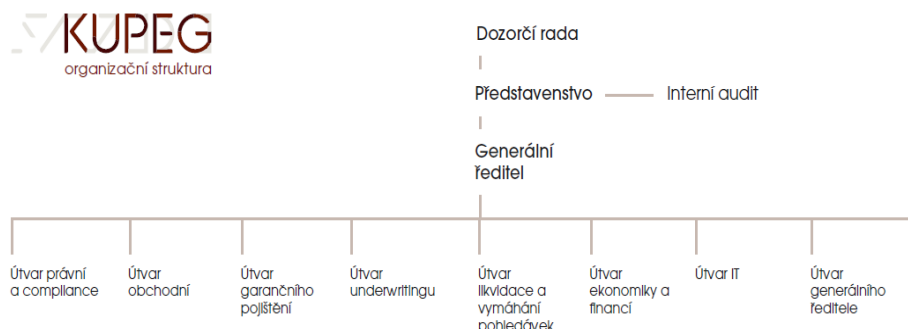 KUPEG
organizační struktura
Dozorčí rada
Představenstvo
Interní audit
Generální
ředitel
Útvar právní
a compliance
Útvar
obchodní
Útvar
garančního
pojištění
Útvar
underwritingu
Útvar
likvidace a
vymáhání
pohledávek
Útvar
ekonomiky a
financí
Útvar IT
Útvar
generálního
ředitele